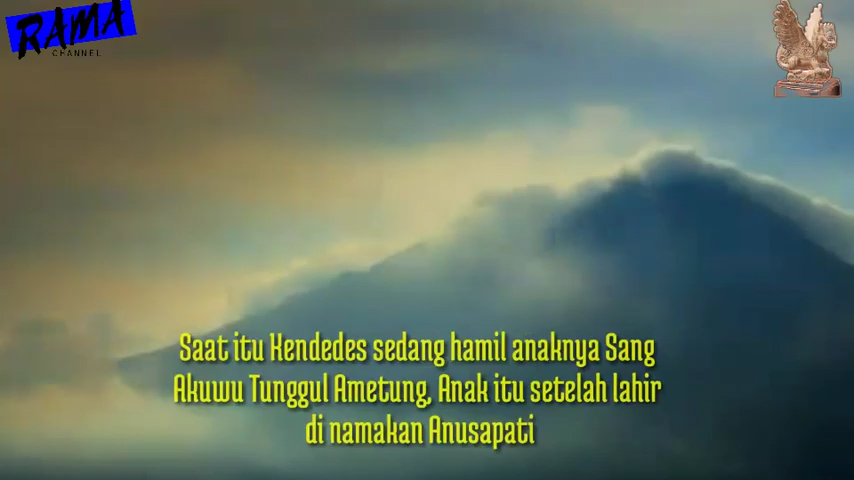 RAMA
CHANNEL
Saat itu Kendedes sedang hamil anaknya Sang
Akuwu Tunggul Ametung, Anak itu setelah lahir
di namakan Anusapati